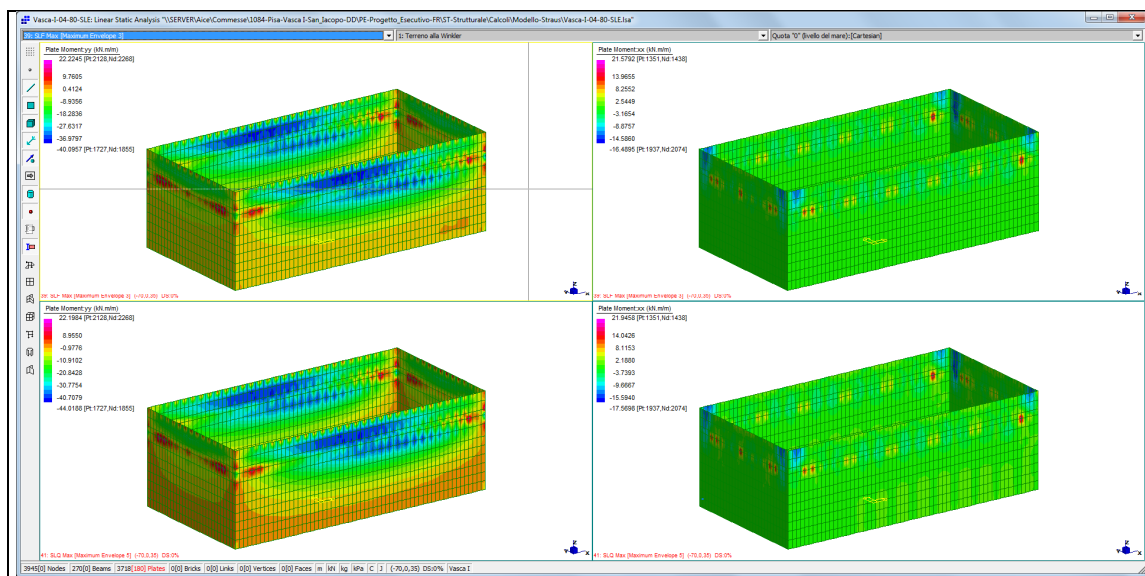 Vasca-I-04-80-SLE: Linear Static Analysis "\\SERVER\Aice\Commesse\1084-Pisa-Vasca I-San_Iacopo-DD\PE-Progetto_Esecutivo-FR\ST-Strutturale\Calcoli\Modello-Straus\Vasca-I-04-80-SLE.lsa"
39: SLF Max [Maximum Envelope 3]
1: Terreno alla Winkler
Quota "0" (livello del mare):[Cartesian]
Plate Moment:yy (kN.m/m)
22.2245 [Pt:2128,Nd:2268]
9.7605
0.4124
-8.9356
-18.2836
-27.6317
-36.9797
-40.0957 [Pt:1727,Nd:1855]
39: SLF Max [Maximum Envelope 3] (-70,0,35) DS:0%
Plate Moment:xx (kN.m/m)
21.5792 [Pt:1351,Nd:1438]
13.9655
8.2552
2.5449
-3.1654
-8.8757
-14.5860
-16.4895 [Pt:1937,Nd:2074]
39: SLF Max [Maximum Envelope 3] (-70,0,35) DS:0%
Plate Moment:yy (kN.m/m)
22.1984 [Pt:2128,Nd:2268]
8.9550
-0.9776
-10.9102
-20.8428
-30.7754
-40.7079
-44.0188 [Pt:1727,Nd:1855]
41: SLQ Max [Maximum Envelope 5] (-70,0,35) DS:0%
Plate Moment:xx (kN.m/m)
21.9458 [Pt:1351,Nd:1438]
14.0426
8.1153
2.1880
-3.7393
-9.6667
-15.5940
-17.5698 [Pt:1937,Nd:2074]
41: SLQ Max [Maximum Envelope 5] (-70,0,35) DS:0%
3945[0] Nodes 270[0] Beams 3718[180] Plates 0[0] Bricks 0[0] Links 0[0] Vertices 0[0] Faces m kN kg kPa C J (-70,0,35) DS:0% Vasca I